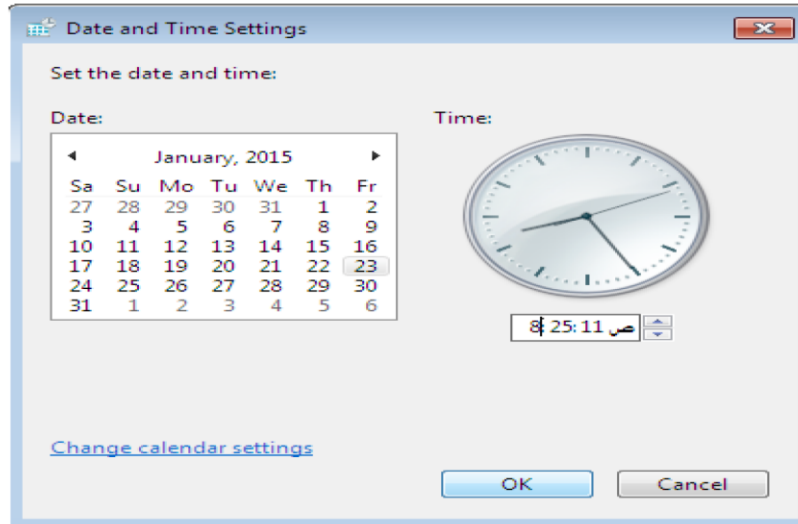 Date and Time Settings
Set the date and time:
Date:
Time:
January, 2015
Sa Su Mo Tu We Th Fr
27 28 29 30 31 1 2
3 4 5 6 7 8 9
10 11 12 13 14 15 16
17 18 19 20 21 22 23
24 25 26 27 28 29 30
31 1 2 3 4 5 6
8:25:11 ص
Change calendar settings
OK
Cancel